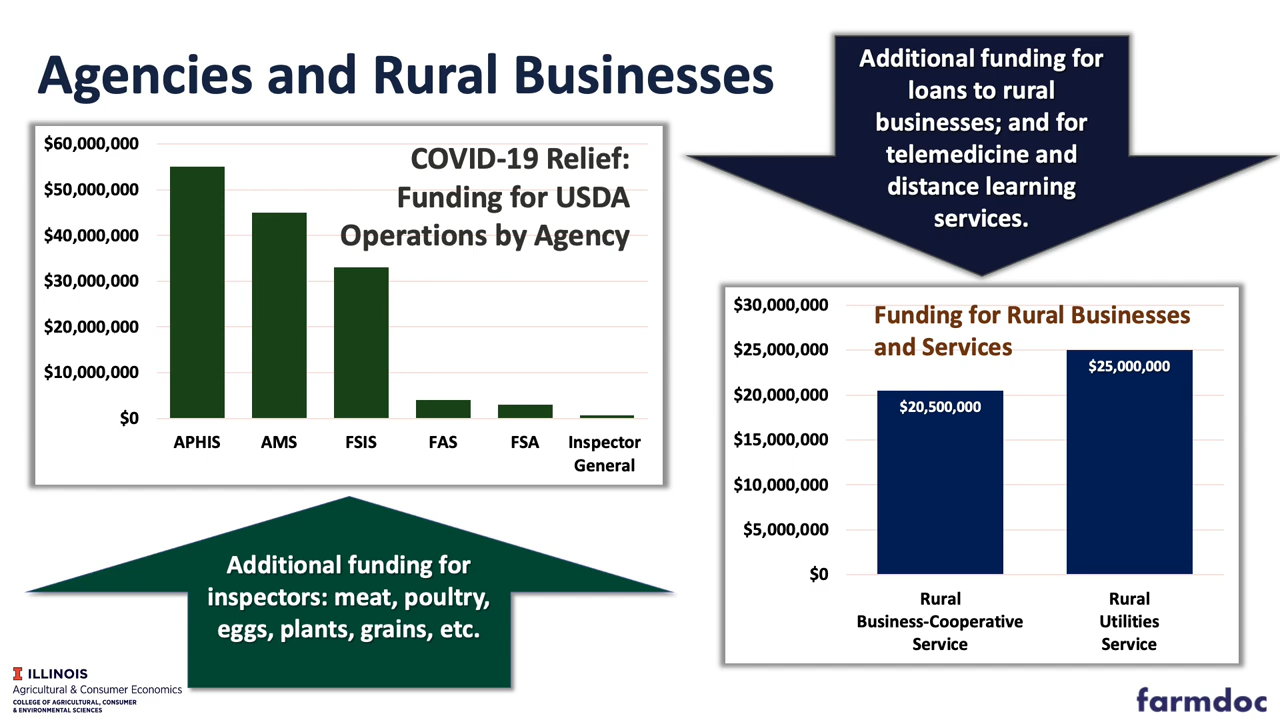 Agencies and Rural Businesses
$60,000,000
$50,000,000
$40,000,000
$30,000,000
$20,000,000
$10,000,000
$0
COVID-19 Relief:
Funding for USDA
Operations by Agency
APHIS
AMS
FSIS
FAS
FSA
Inspector
General
Additional funding for
inspectors: meat, poultry,
eggs, plants, grains, etc.
Additional funding for
loans to rural
businesses; and for
telemedicine and
distance learning
services.
$30,000,000
$25,000,000
$20,000,000
$15,000,000
$10,000,000
$5,000,000
$0
Funding for Rural Businesses
and Services
$20,500,000
$25,000,000
Rural
Business-Cooperative
Service
Rural
Utilities
Service
I ILLINOIS
Agricultural & Consumer Economics
COLLEGE OF AGRICULTURAL, CONSUMER
& ENVIRONMENTAL SCIENCES
farmdoc